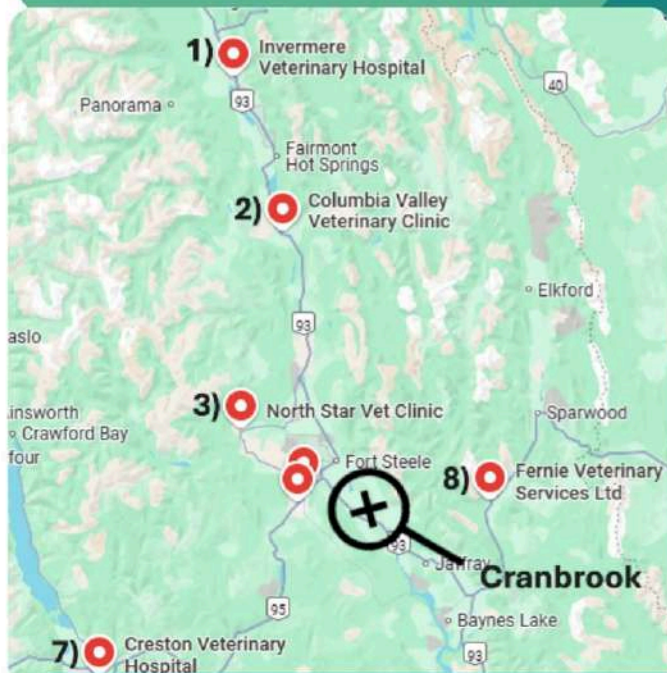 1)
Invermere
Veterinary Hospital
93
40
Panorama
Fairmont
Hot Springs
2)
Columbia Valley
Veterinary Clinic
Elkford
93
aslo
3)
North Star Vet Clinic
Sparwood
insworth
Crawford Bay
four
Fort Steele
8)
Fernie Veterinary
Services Ltd
93
Jaffray
Cranbrook
95
Baynes Lake
7)
Creston Veterinary
Hospital
93